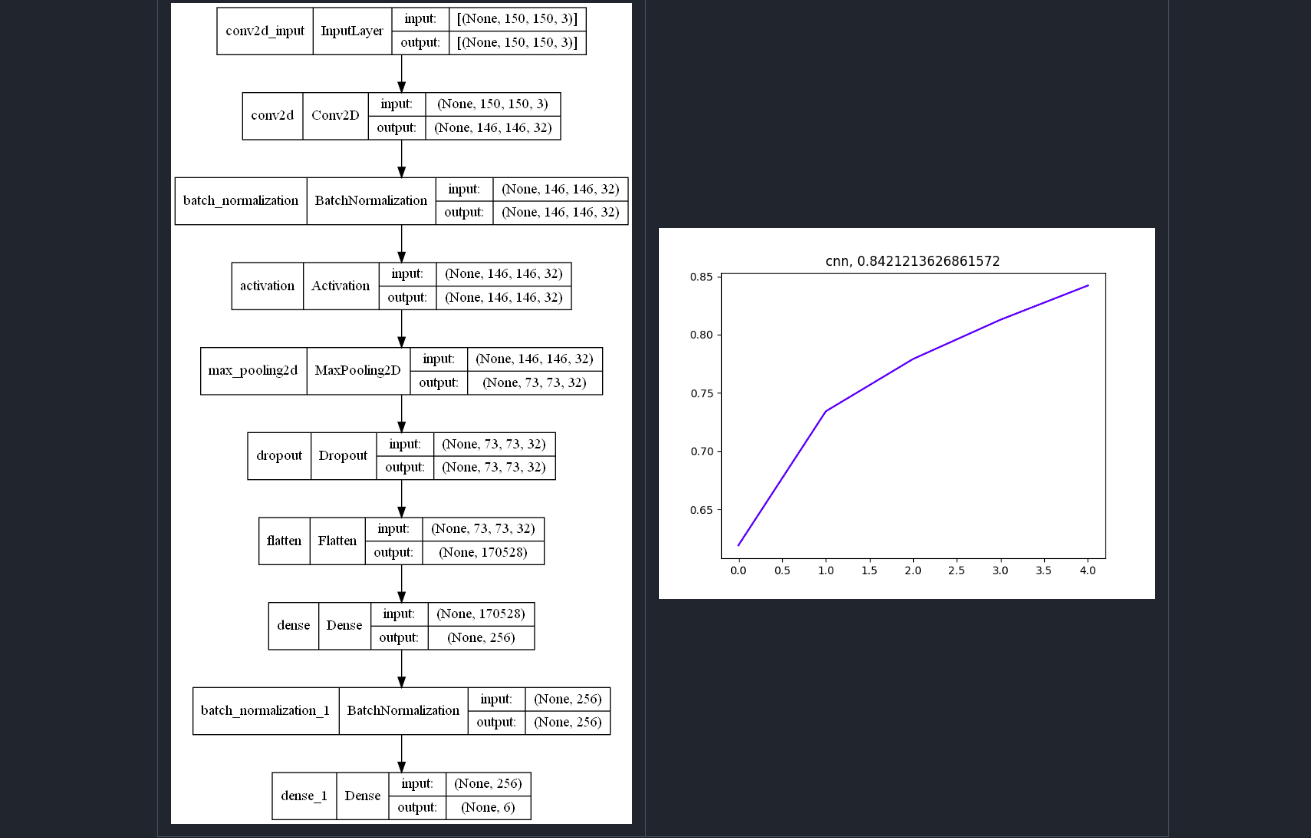 conv2d_input InputLayer input: [(None, 150, 150, 3)]
output: [(None, 150, 150, 3)]
conv2d Conv2D input: (None, 150, 150, 3)
output: (None, 146, 146, 32)
batch_normalization BatchNormalization input: (None, 146, 146, 32)
output: (None, 146, 146, 32)
activation Activation input: (None, 146, 146, 32)
output: (None, 146, 146, 32)
max_pooling2d MaxPooling2D input: (None, 146, 146, 32)
output: (None, 73, 73, 32)
dropout Dropout input: (None, 73, 73, 32)
output: (None, 73, 73, 32)
flatten Flatten input: (None, 73, 73, 32)
output: (None, 170528)
dense Dense input: (None, 170528)
output: (None, 256)
batch_normalization_1 BatchNormalization input: (None, 256)
output: (None, 256)
dense_1 Dense input: (None, 256)
output: (None, 6)
cnn, 0.8421213626861572
0.85
0.80
0.75
0.70
0.65
0.0 0.5 1.0 1.5 2.0 2.5 3.0 3.5 4.0